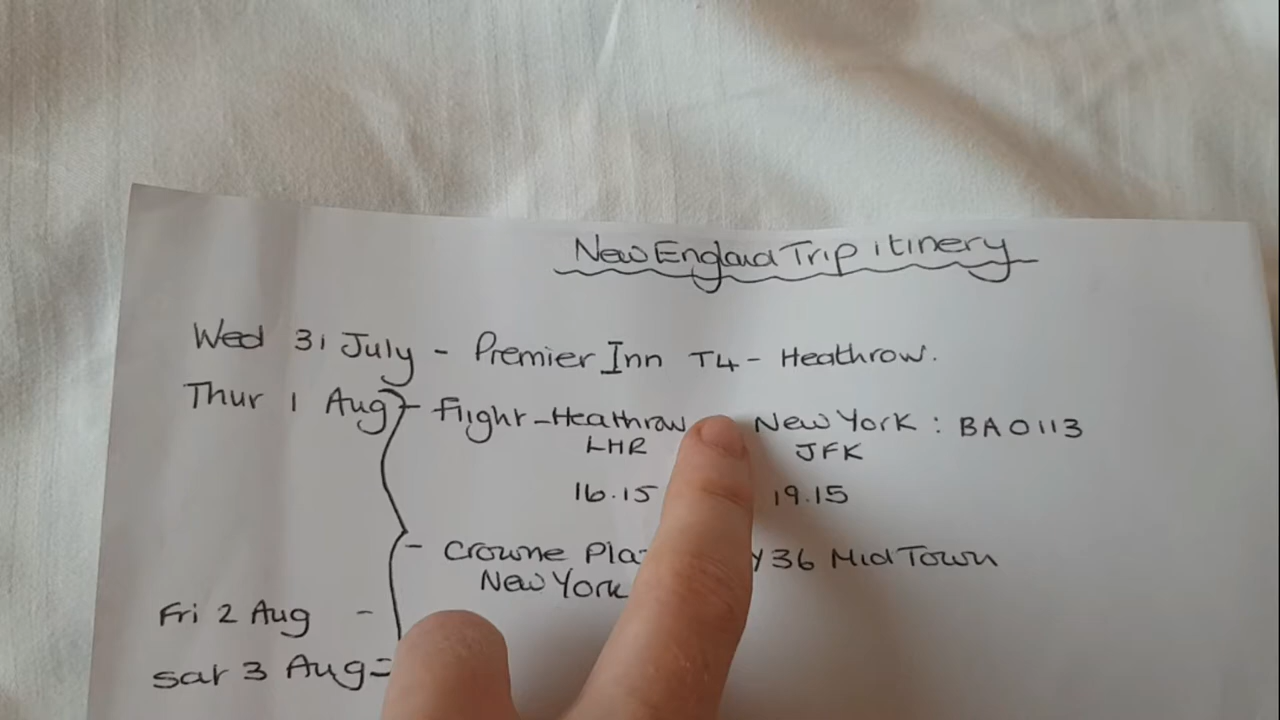 New England Trip itinery
Wed 31 July - Premier Inn T4 - Heathrow.
Thur 1 Aug - flight - Heathrow New York : BA0113
LHR JFK
16.15 19.15
- Crowne Pla y36 MidTown
New York
Fri 2 Aug -
Sat 3 Aug =